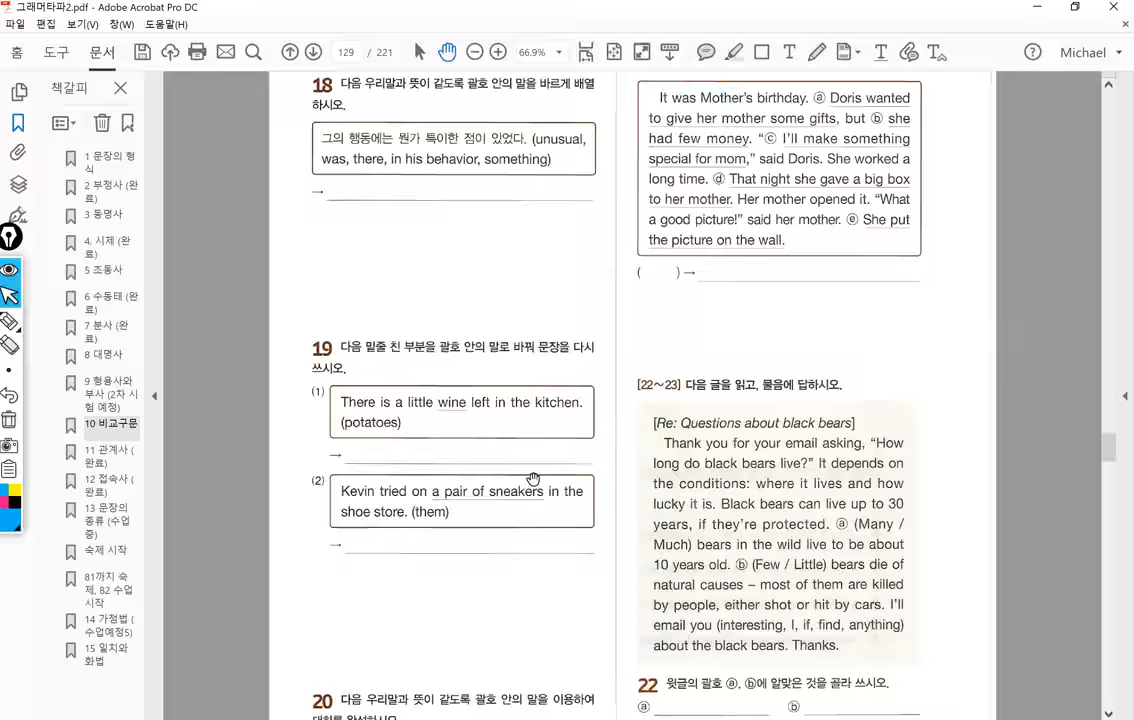 그래머타파2.pdf - Adobe Acrobat Pro DC
파일 편집 보기(V) 창(W) 도움말(H)
홈 도구 문서 129 / 221 66.9% Michael
책갈피
1 문장의 형
식
2 부정사 (완
료)
3 동명사
4. 시제 (완
료)
5 조동사
6 수동태 (완
료)
7 분사 (완
료)
8 대명사
9 형용사와
부사 (2차 시
험 예정)
10 비교구문
11 관계사 (
완료)
12 접속사 (
완료)
13 문장의
종류 (수업
중)
숙제 시작
81까지 숙
제, 82 수업
시작
14 가정법 (
수업예정5)
15 일치와
화법
18 다음 우리말과 뜻이 같도록 괄호 안의 말을 바르게 배열
하시오.
그의 행동에는 뭔가 특이한 점이 있었다. (unusual,
was, there, in his behavior, something)
→
19 다음 밑줄 친 부분을 괄호 안의 말로 바꿔 문장을 다시
쓰시오.
(1) There is a little wine left in the kitchen.
(potatoes)
→
(2) Kevin tried on a pair of sneakers in the
shoe store. (them)
→
20 다음 우리말과 뜻이 같도록 괄호 안의 말을 이용하여
대화를 완성하시오.
It was Mother's birthday. ⓐ Doris wanted
to give her mother some gifts, but ⓑ she
had few money. “ⓒ I'll make something
special for mom,” said Doris. She worked a
long time. ⓓ That night she gave a big box
to her mother. Her mother opened it. “What
a good picture!” said her mother. ⓔ She put
the picture on the wall.
( ) →
[22~23] 다음 글을 읽고, 물음에 답하시오.
[Re: Questions about black bears]
Thank you for your email asking, “How
long do black bears live?” It depends on
the conditions: where it lives and how
lucky it is. Black bears can live up to 30
years, if they're protected. ⓐ (Many /
Much) bears in the wild live to be about
10 years old. ⓑ (Few / Little) bears die of
natural causes – most of them are killed
by people, either shot or hit by cars. I'll
email you (interesting, I, if, find, anything)
about the black bears. Thanks.
22 윗글의 괄호 ⓐ, ⓑ에 알맞은 것을 골라 쓰시오.
ⓐ ⓑ